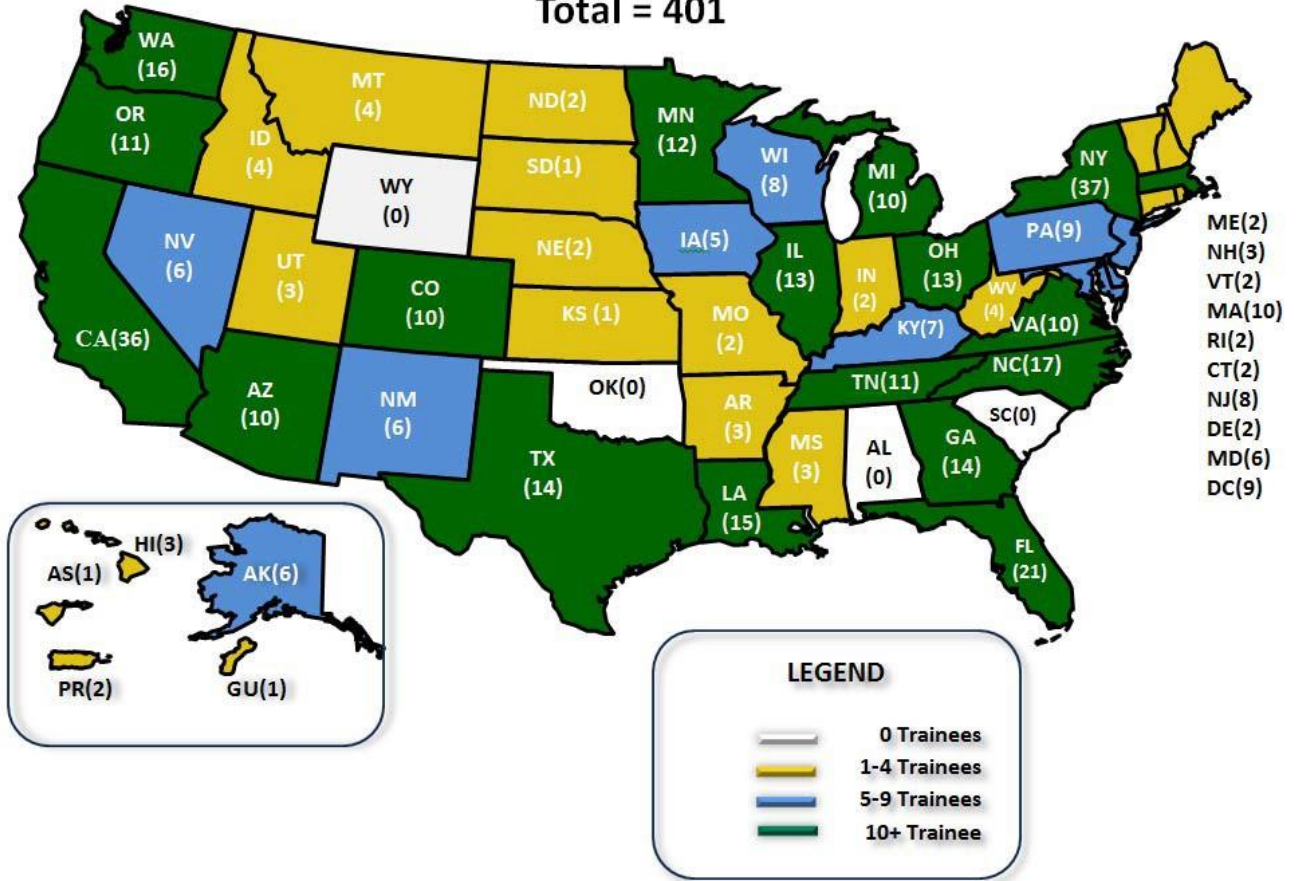 Total = 401
WA
(16)
OR
(11)
CA(36)
NV
(6)
ID
(4)
MT
(4)
WY
(0)
UT
(3)
CO
(10)
AZ
(10)
NM
(6)
ND(2)
SD(1)
NE(2)
KS (1)
OK(0)
TX
(14)
MN
(12)
IA(5)
MO
(2)
AR
(3)
LA
(15)
WI
(8)
IL
(13)
MI
(10)
IN
(2)
OH
(13)
KY(7)
TN(11)
MS
(3)
AL
(0)
GA
(14)
FL
(21)
SC(0)
NC(17)
VA(10)
WV
(4)
PA(9)
NY
(37)
ME(2)
NH(3)
VT(2)
MA(10)
RI(2)
CT(2)
NJ(8)
DE(2)
MD(6)
DC(9)
HI(3)
AS(1)
AK(6)
PR(2)
GU(1)
LEGEND
0 Trainees
1-4 Trainees
5-9 Trainees
10+ Trainee